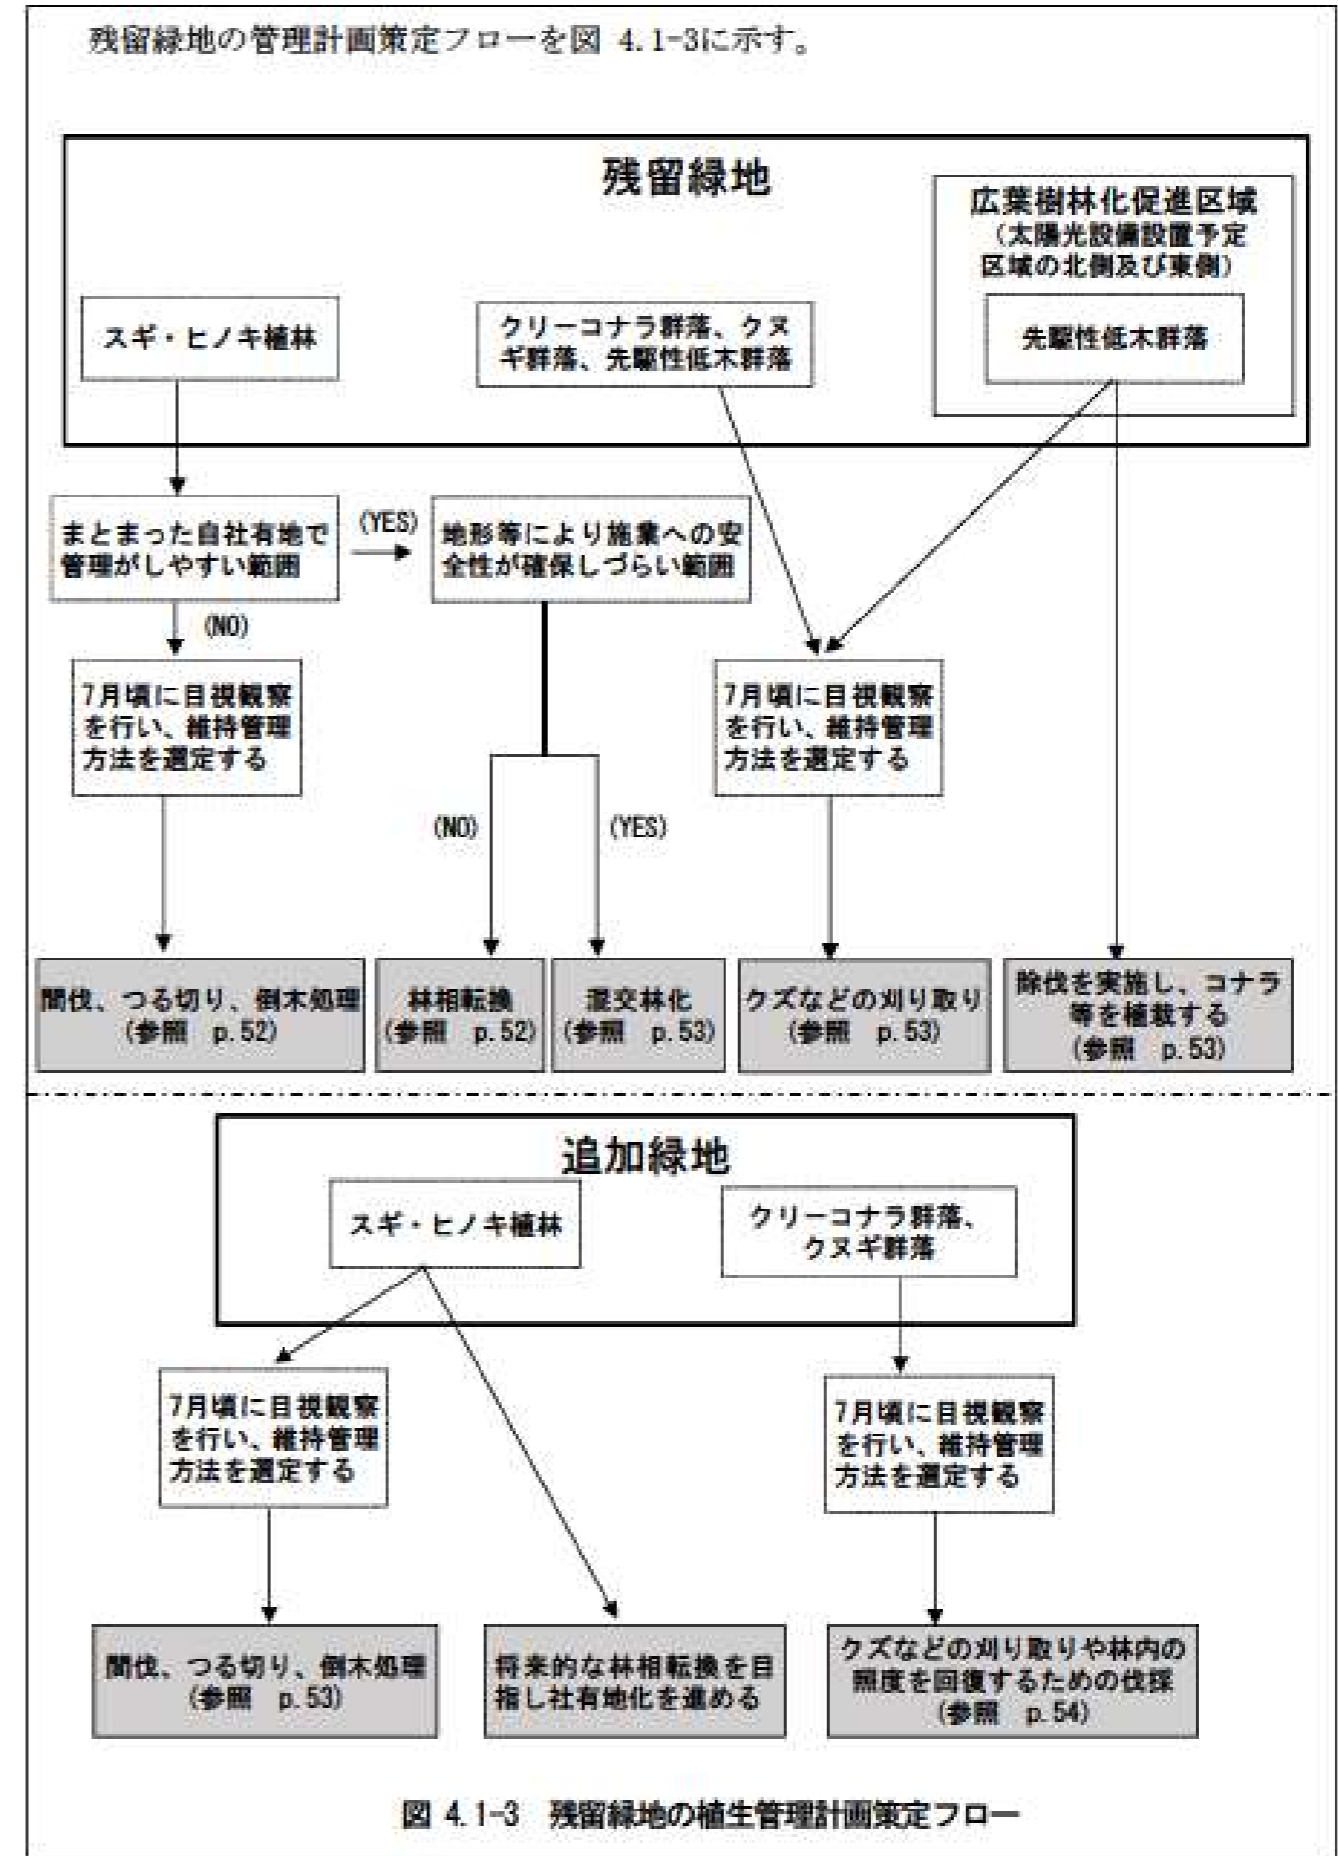 残留緑地の管理計画策定フローを図 4.1-3に示す。
残留緑地
広葉樹林化促進区域
（太陽光設備設置予定
区域の北側及び東側）
スギ・ヒノキ植林
クリーコナラ群落、クヌ
ギ群落、先駆性低木群落
先駆性低木群落
まとまった自社有地で
管理がしやすい範囲
(YES)
地形等により施業への安
全性が確保しづらい範囲
(NO)
7月頃に目視観察
を行い、維持管理
方法を選定する
7月頃に目視観察
を行い、維持管理
方法を選定する
(NO)
(YES)
間伐、つる切り、倒木処理
(参照 p.52)
林相転換
(参照 p.52)
混交林化
(参照 p.53)
クズなどの刈り取り
(参照 p.53)
除伐を実施し、コナラ
等を植栽する
(参照 p.53)
追加緑地
スギ・ヒノキ植林
クリーコナラ群落、
クヌギ群落
7月頃に目視観察
を行い、維持管理
方法を選定する
7月頃に目視観察
を行い、維持管理
方法を選定する
間伐、つる切り、倒木処理
(参照 p.53)
将来的な林相転換を目
指し社有地化を進める
クズなどの刈り取りや林内の
照度を回復するための伐採
(参照 p.54)
図 4.1-3 残留緑地の植生管理計画策定フロー